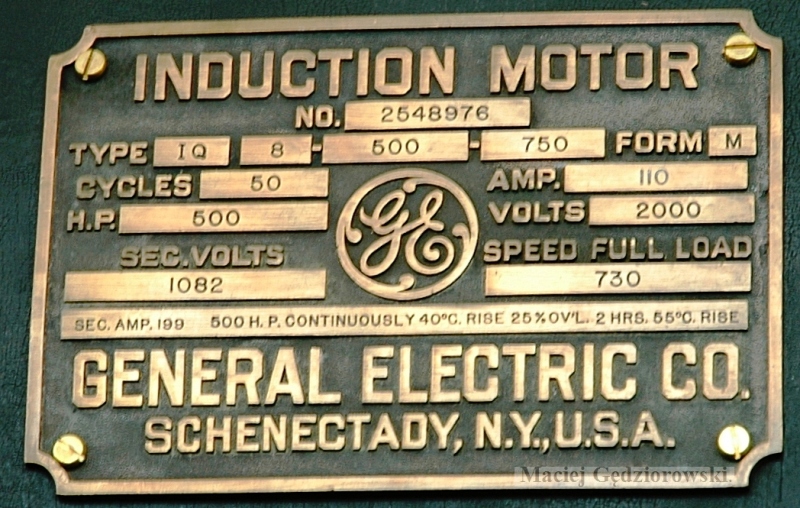 INDUCTION MOTOR
NO. 2548976
TYPE IQ 8-500-750 FORM M
CYCLES 50
AMP. 110
H.P. 500
VOLTS 2000
GE
SEC. VOLTS
1082
SPEED FULL LOAD
730
SEC. AMP. 199 500 H. P. CONTINUOUSLY 40°C. RISE 25% OV'L. 2 HRS. 55°C. RISE
GENERAL ELECTRIC CO.
SCHENECTADY, N.Y., U.S.A.
Maciej Gędziorowski.